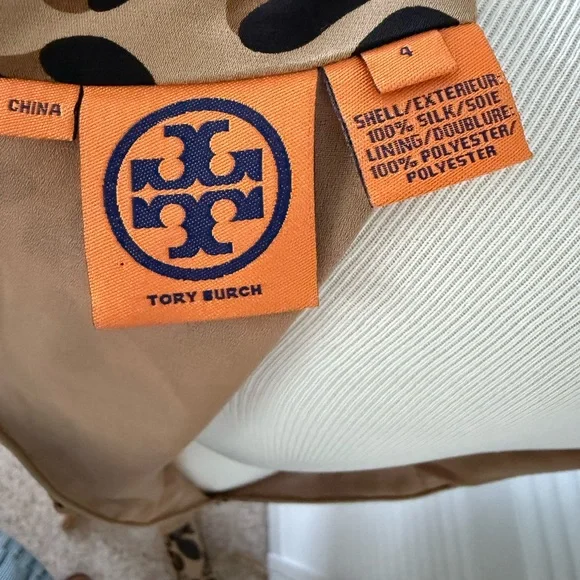 CHINA
TORY BURCH
4
SHELL/EXTERIEUR:
100% SILK/SOIE
LINING/DOUBLURE:
100% POLYESTER/
POLYESTER